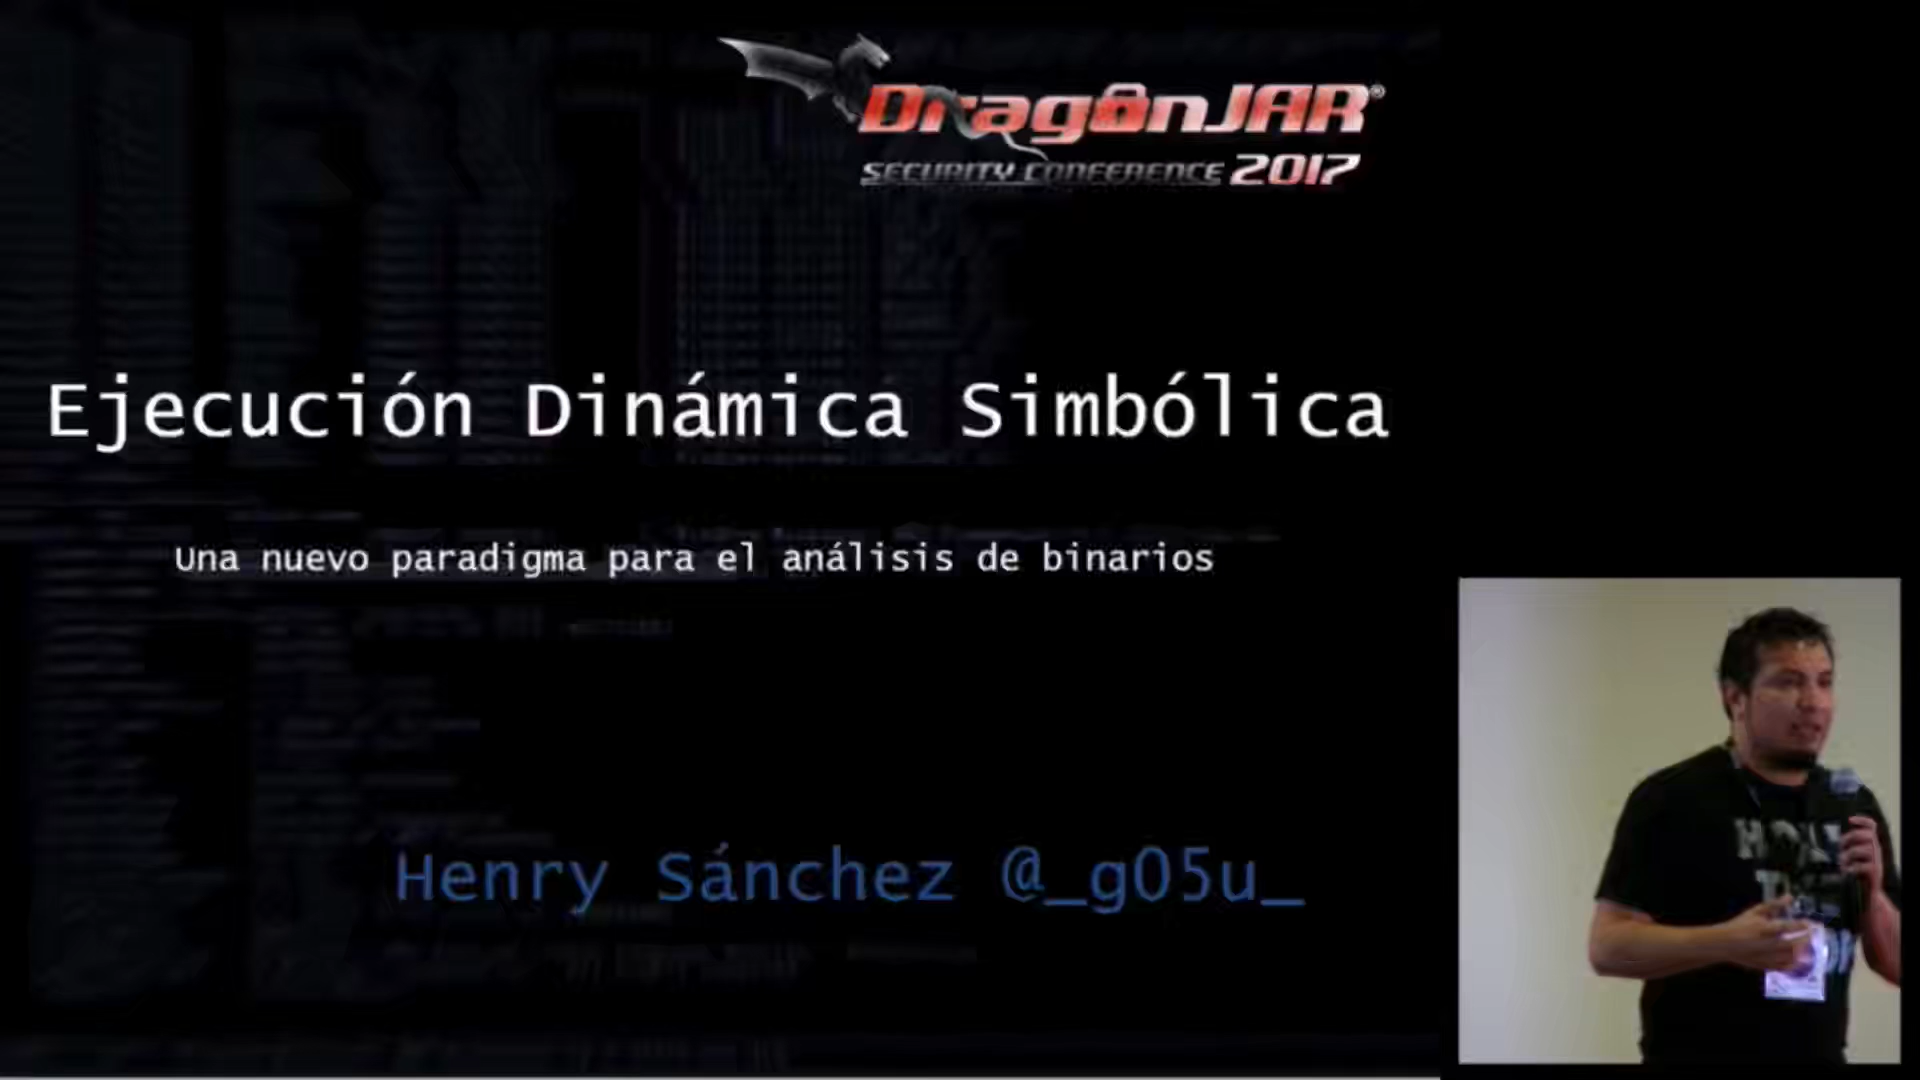 DragonJAR®
SECURITY CONFERENCE 2017
Ejecución Dinámica Simbólica
Una nuevo paradigma para el análisis de binarios
Henry Sánchez @_g05u_